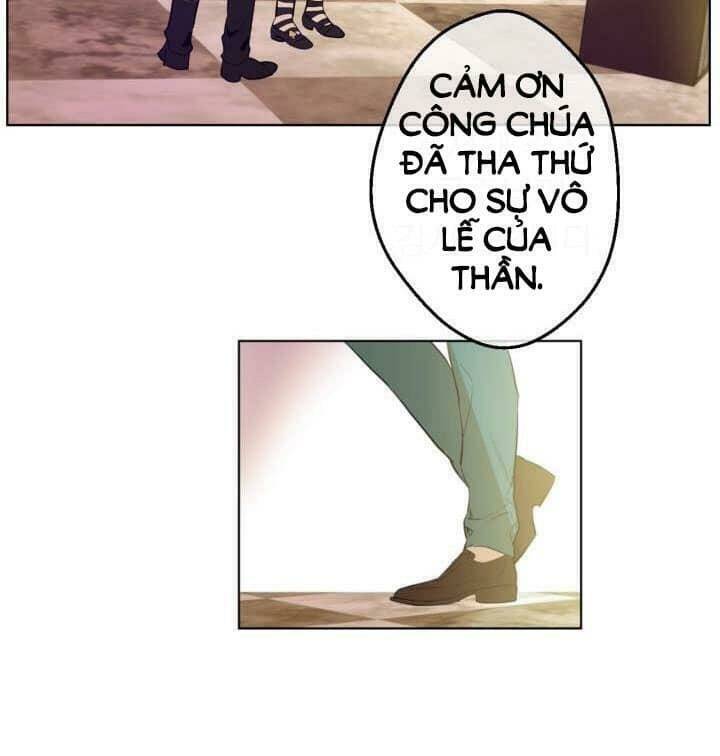 CẢM ƠN
CÔNG CHÚA
ĐÃ THA THỨ
CHO SỰ VÔ
LỄ CỦA
THẦN.